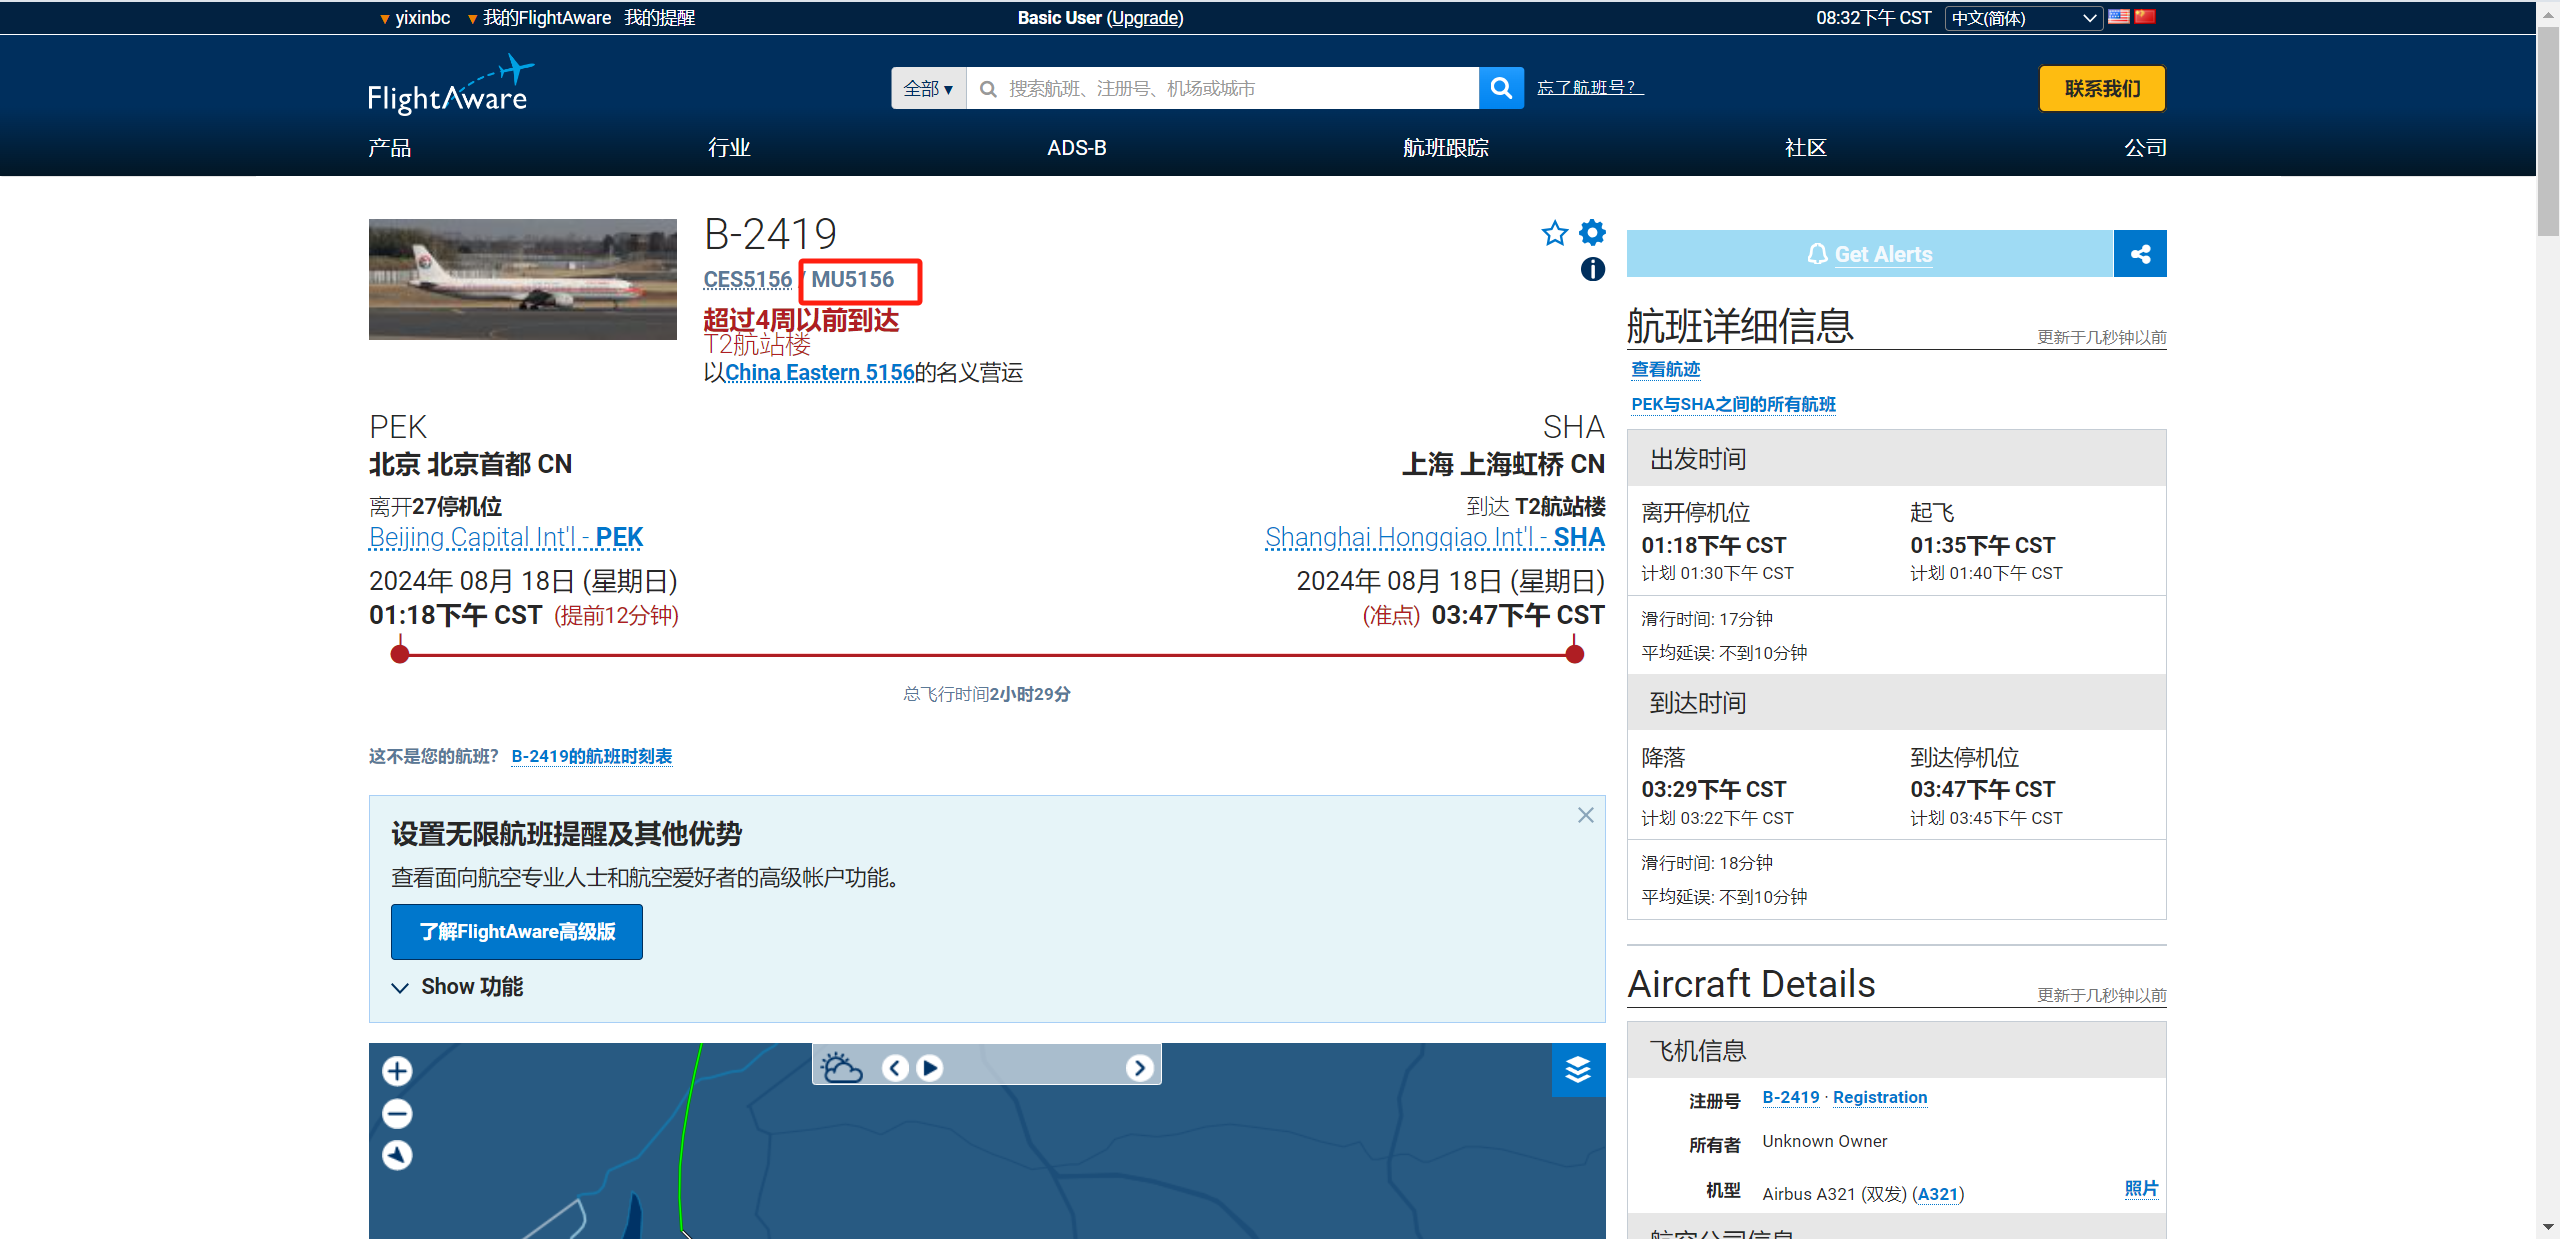 ▾ yixinbc ▾ 我的FlightAware 我的提醒 Basic User (Upgrade) 08:32下午 CST 中文(简体)
FlightAware 全部 ▾ 搜索航班、注册号、机场或城市 忘了航班号? 联系我们
产品 行业 ADS-B 航班跟踪 社区 公司
B-2419
CES5156 / MU5156
超过4周以前到达
T2航站楼
以China Eastern 5156的名义营运
PEK SHA
北京 北京首都 CN 上海 上海虹桥 CN
离开27停机位 到达 T2航站楼
Beijing Capital Int'l - PEK Shanghai Hongqiao Int'l - SHA
2024年 08月 18日 (星期日) 2024年 08月 18日 (星期日)
01:18下午 CST (提前12分钟) (准点) 03:47下午 CST
总飞行时间2小时29分
这不是您的航班? B-2419的航班时刻表
设置无限航班提醒及其他优势
查看面向航空专业人士和航空爱好者的高级帐户功能。
了解FlightAware高级版
Show 功能
Get Alerts
航班详细信息 更新于几秒钟以前
查看航迹
PEK与SHA之间的所有航班
出发时间
离开停机位 起飞
01:18下午 CST 01:35下午 CST
计划 01:30下午 CST 计划 01:40下午 CST
滑行时间: 17分钟
平均延误: 不到10分钟
到达时间
降落 到达停机位
03:29下午 CST 03:47下午 CST
计划 03:22下午 CST 计划 03:45下午 CST
滑行时间: 18分钟
平均延误: 不到10分钟
Aircraft Details 更新于几秒钟以前
飞机信息
注册号 B-2419 · Registration
所有者 Unknown Owner
机型 Airbus A321 (双发) (A321) 照片
航空公司信息